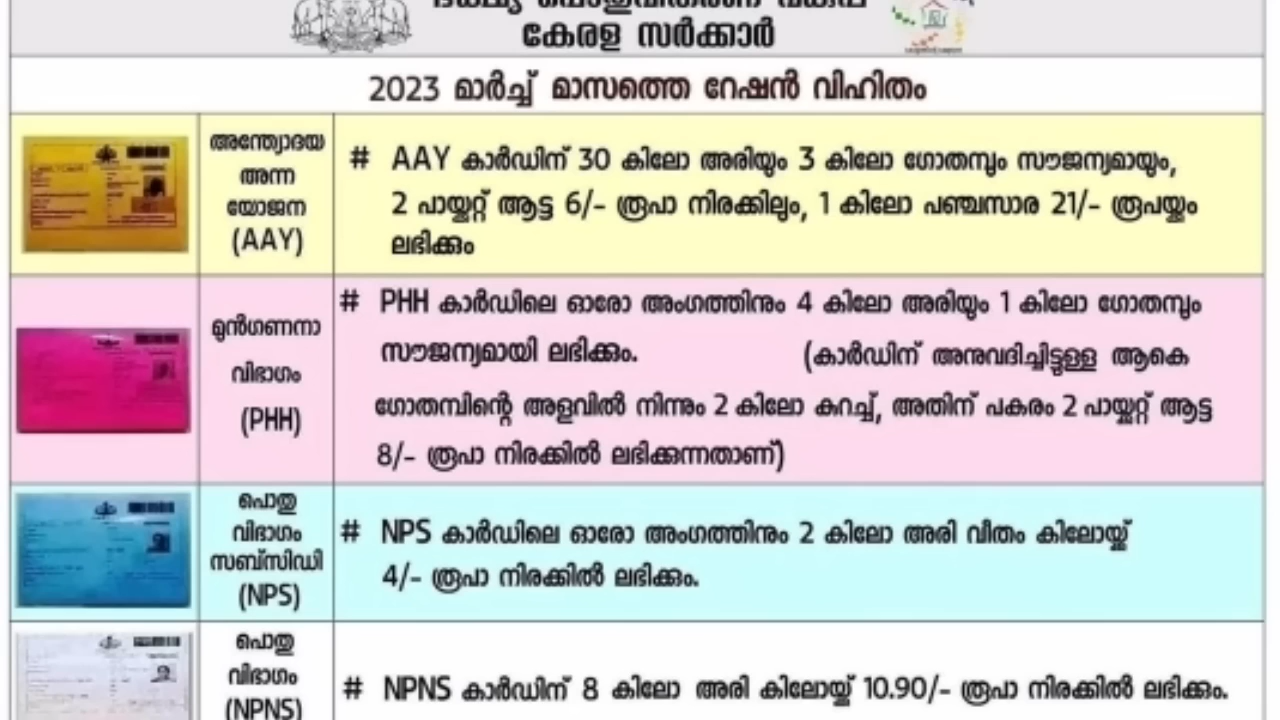 ഭക്ഷ്യ പൊതുവിതരണ വകുപ്പ്
കേരള സർക്കാർ
2023 മാർച്ച് മാസത്തെ റേഷൻ വിഹിതം
അന്ത്യോദയ
അന്ന
യോജന
(AAY)
# AAY കാർഡിന് 30 കിലോ അരിയും 3 കിലോ ഗോതമ്പും സൗജന്യമായും,
2 പായ്ക്കറ്റ് ആട്ട 6/- രൂപാ നിരക്കിലും, 1 കിലോ പഞ്ചസാര 21/- രൂപയ്ക്കും
ലഭിക്കും
മുൻഗണനാ
വിഭാഗം
(PHH)
# PHH കാർഡിലെ ഓരോ അംഗത്തിനും 4 കിലോ അരിയും 1 കിലോ ഗോതമ്പും
സൗജന്യമായി ലഭിക്കും. (കാർഡിന് അനുവദിച്ചിട്ടുള്ള ആകെ
ഗോതമ്പിന്റെ അളവിൽ നിന്നും 2 കിലോ കുറച്ച്, അതിന് പകരം 2 പായ്ക്കറ്റ് ആട്ട
8/- രൂപാ നിരക്കിൽ ലഭിക്കുന്നതാണ്)
പൊതു
വിഭാഗം
സബ്സിഡി
(NPS)
# NPS കാർഡിലെ ഓരോ അംഗത്തിനും 2 കിലോ അരി വീതം കിലോയ്ക്ക്
4/- രൂപാ നിരക്കിൽ ലഭിക്കും.
പൊതു
വിഭാഗം
(NPNS)
# NPNS കാർഡിന് 8 കിലോ അരി കിലോയ്ക്ക് 10.90/- രൂപാ നിരക്കിൽ ലഭിക്കും.